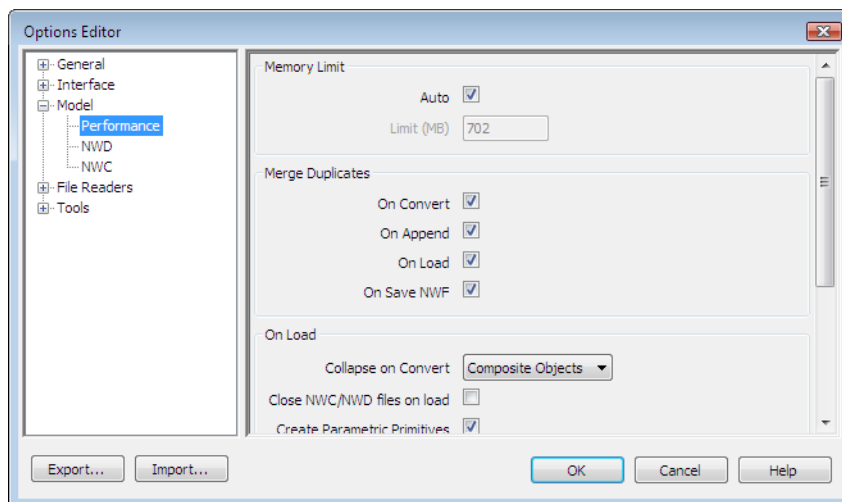 Options Editor
General
Interface
Model
Performance
NWD
NWC
File Readers
Tools
Memory Limit
Auto
Limit (MB) 702
Merge Duplicates
On Convert
On Append
On Load
On Save NWF
On Load
Collapse on Convert Composite Objects
Close NWC/NWD files on load
Create Parametric Primitives
Export... Import... OK Cancel Help